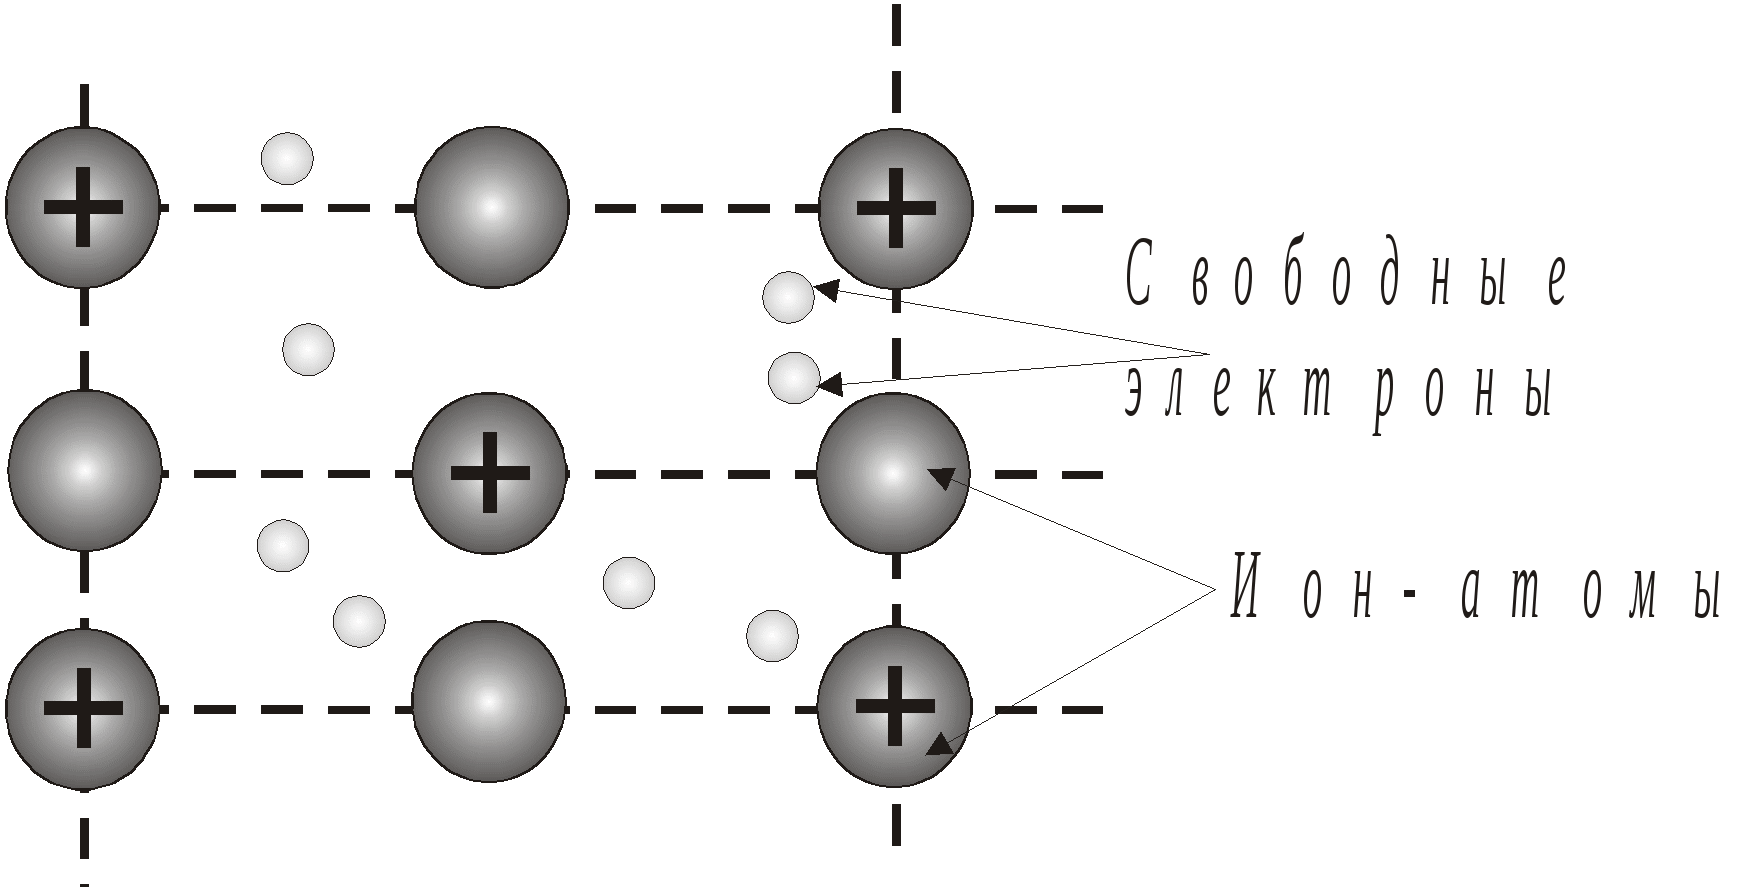 + +
Свободные
электроны
+
Ион-атомы
+ +